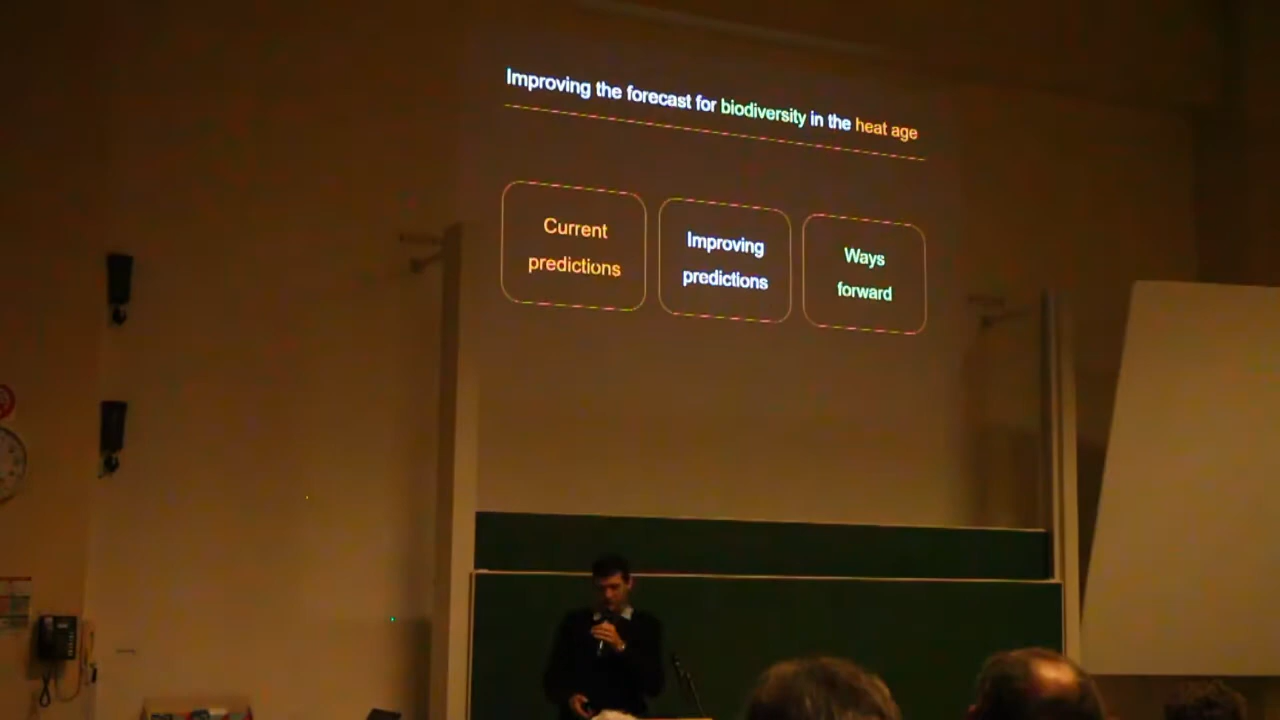 Improving the forecast for biodiversity in the heat age
Current
predictions
Improving
predictions
Ways
forward